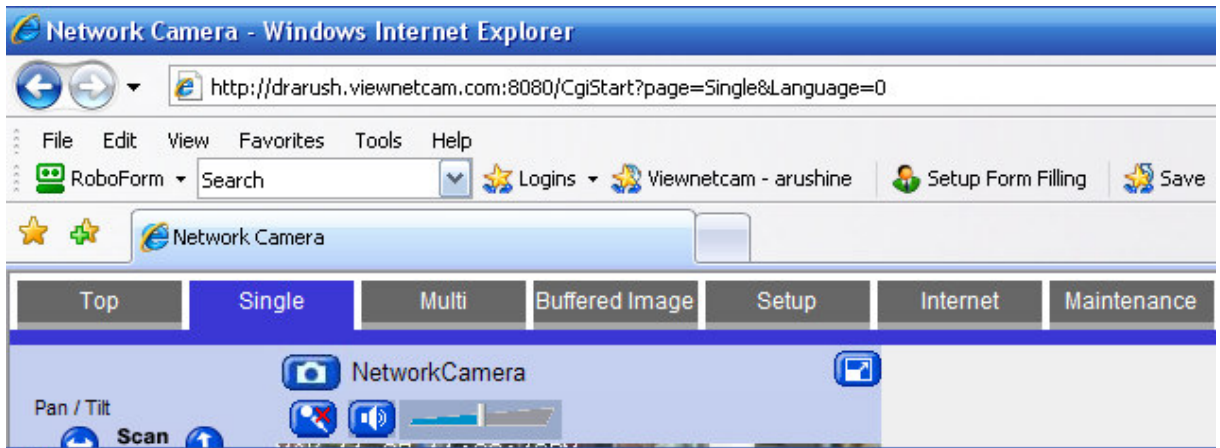 Network Camera - Windows Internet Explorer
http://drarush.viewnetcam.com:8080/CgiStart?page=Single&Language=0
File Edit View Favorites Tools Help
RoboForm Search Logins Viewnetcam - arushine Setup Form Filling Save
Network Camera
Top Single Multi Buffered Image Setup Internet Maintenance
NetworkCamera
Pan / Tilt
Scan